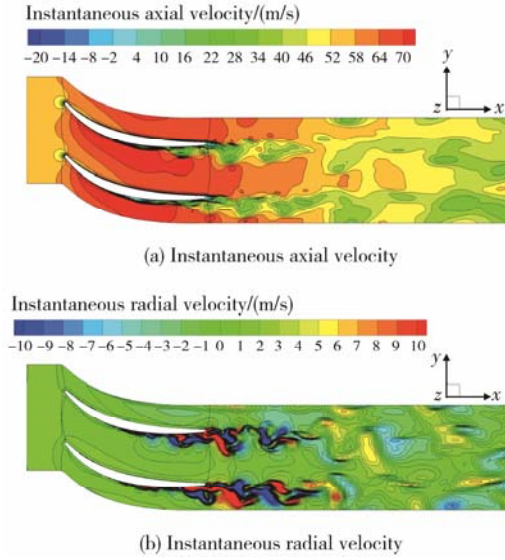 Instantaneous axial velocity/(m/s)
−20 −14 −8 −2 4 10 16 22 28 34 40 46 52 58 64 70
y
z x
(a) Instantaneous axial velocity
Instantaneous radial velocity/(m/s)
−10 −9 −8 −7 −6 −5 −4 −3 −2 −1 0 1 2 3 4 5 6 7 8 9 10
y
z x
(b) Instantaneous radial velocity